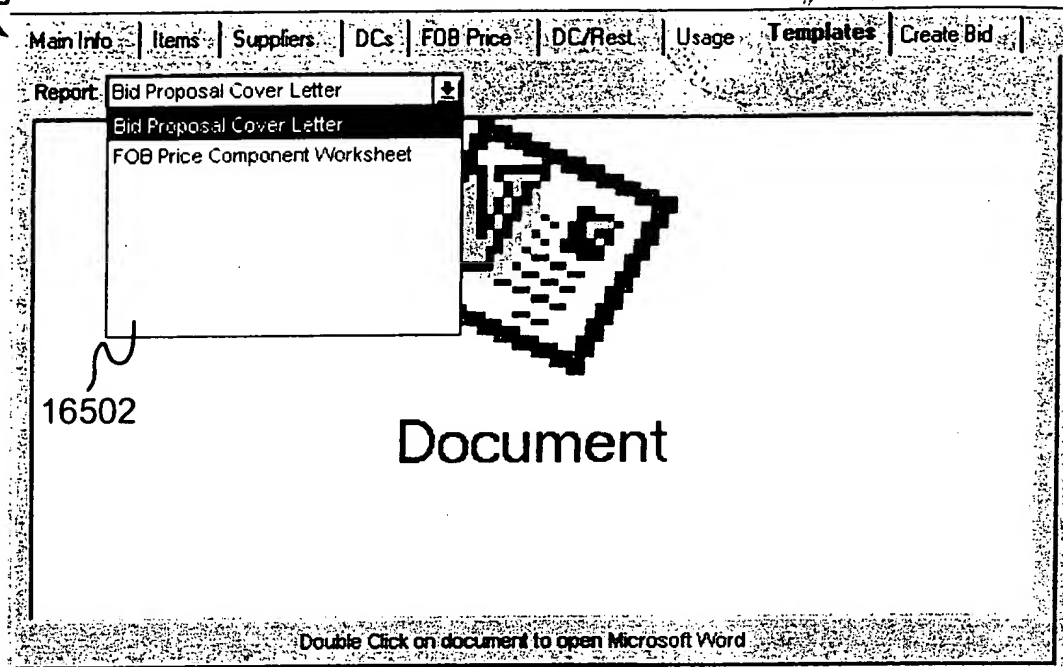 Main Info Items Suppliers DCs FOB Price DC/Rest. Usage Templates Create Bid
Report: Bid Proposal Cover Letter
Bid Proposal Cover Letter
FOB Price Component Worksheet
16502
Document
Double Click on document to open Microsoft Word